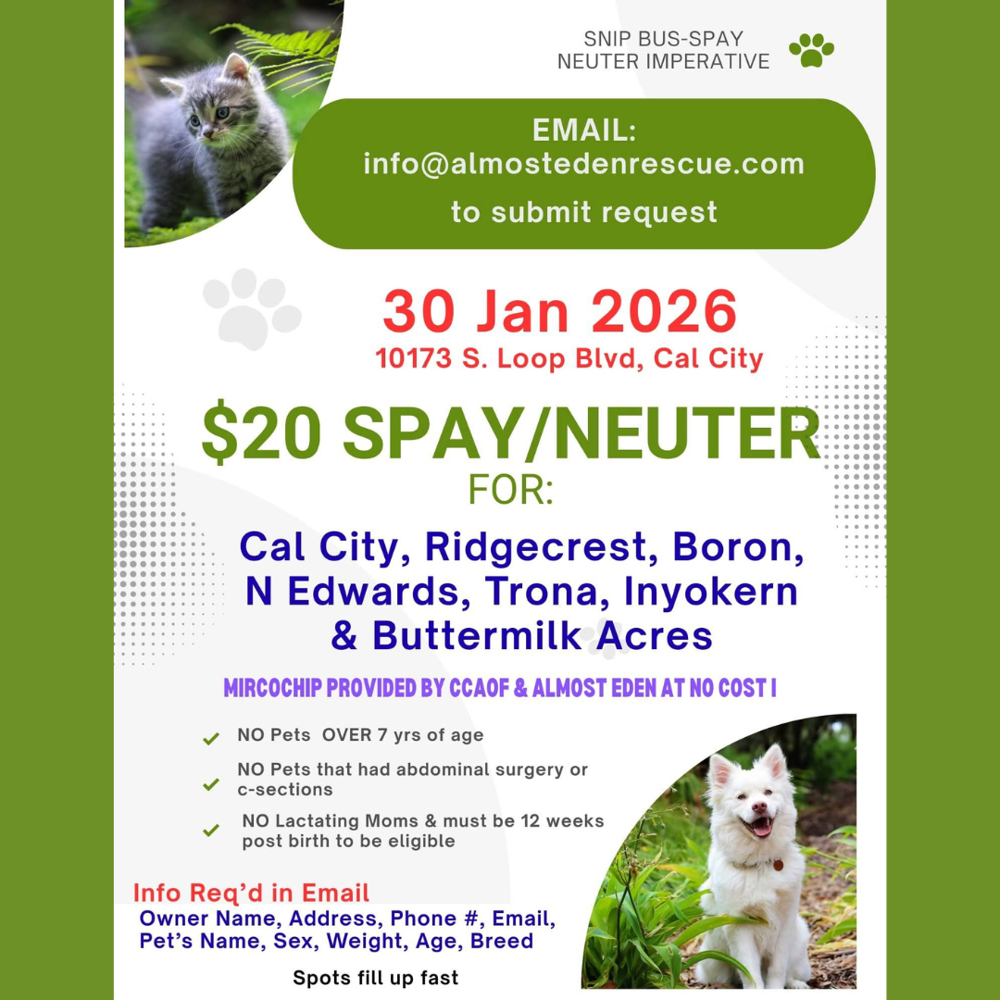 SNIP BUS-SPAY
NEUTER IMPERATIVE
EMAIL:
info@almostedenrescue.com
to submit request
30 Jan 2026
10173 S. Loop Blvd, Cal City
$20 SPAY/NEUTER
FOR:
Cal City, Ridgecrest, Boron,
N Edwards, Trona, Inyokern
& Buttermilk Acres
MIRCOCHIP PROVIDED BY CCAOF & ALMOST EDEN AT NO COST !
NO Pets OVER 7 yrs of age
NO Pets that had abdominal surgery or
c-sections
NO Lactating Moms & must be 12 weeks
post birth to be eligible
Info Req'd in Email
Owner Name, Address, Phone #, Email,
Pet's Name, Sex, Weight, Age, Breed
Spots fill up fast